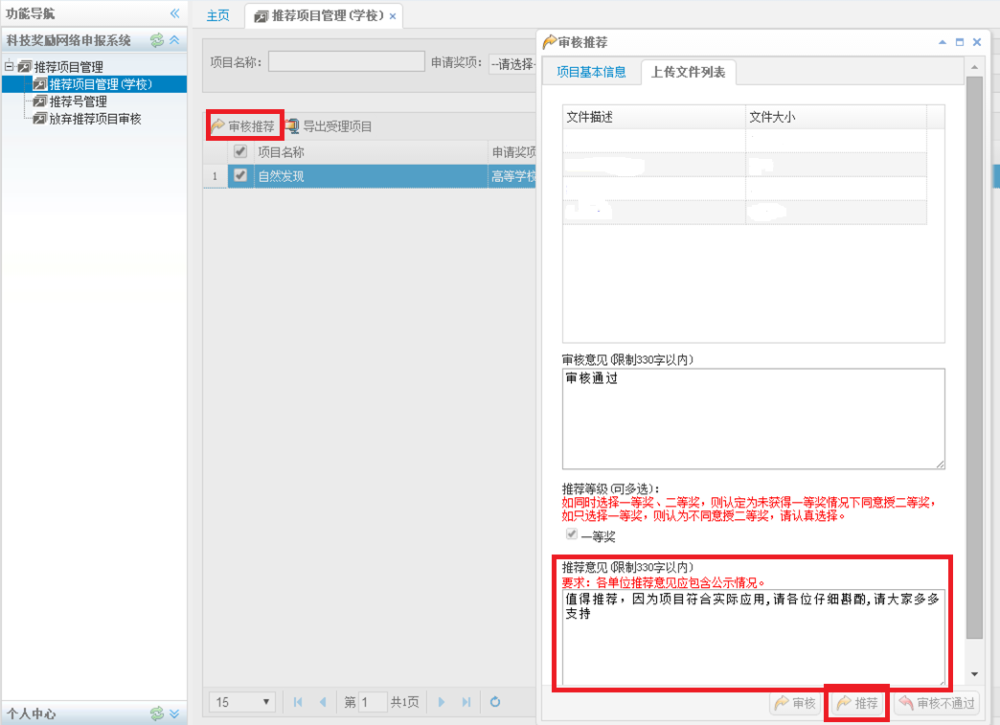 功能导航
科技奖励网络申报系统
推荐项目管理
推荐项目管理(学校)
推荐号管理
放弃推荐项目审核
个人中心
主页
推荐项目管理(学校)
项目名称:
申请奖项:
--请选择-
审核推荐
导出受理项目
项目名称
申请奖项
1
自然发现
高等学校
15
第 1 共1页
审核推荐
项目基本信息
上传文件列表
文件描述
文件大小
审核意见(限制330字以内)
审核通过
推荐等级(可多选):
如同时选择一等奖、二等奖，则认定为未获得一等奖情况下同意授二等奖，
如只选择一等奖，则认为不同意授二等奖，请认真选择。
一等奖
推荐意见(限制330字以内)
要求：各单位推荐意见应包含公示情况。
值得推荐，因为项目符合实际应用,请各位仔细斟酌,请大家多多
支持
审核
推荐
审核不通过